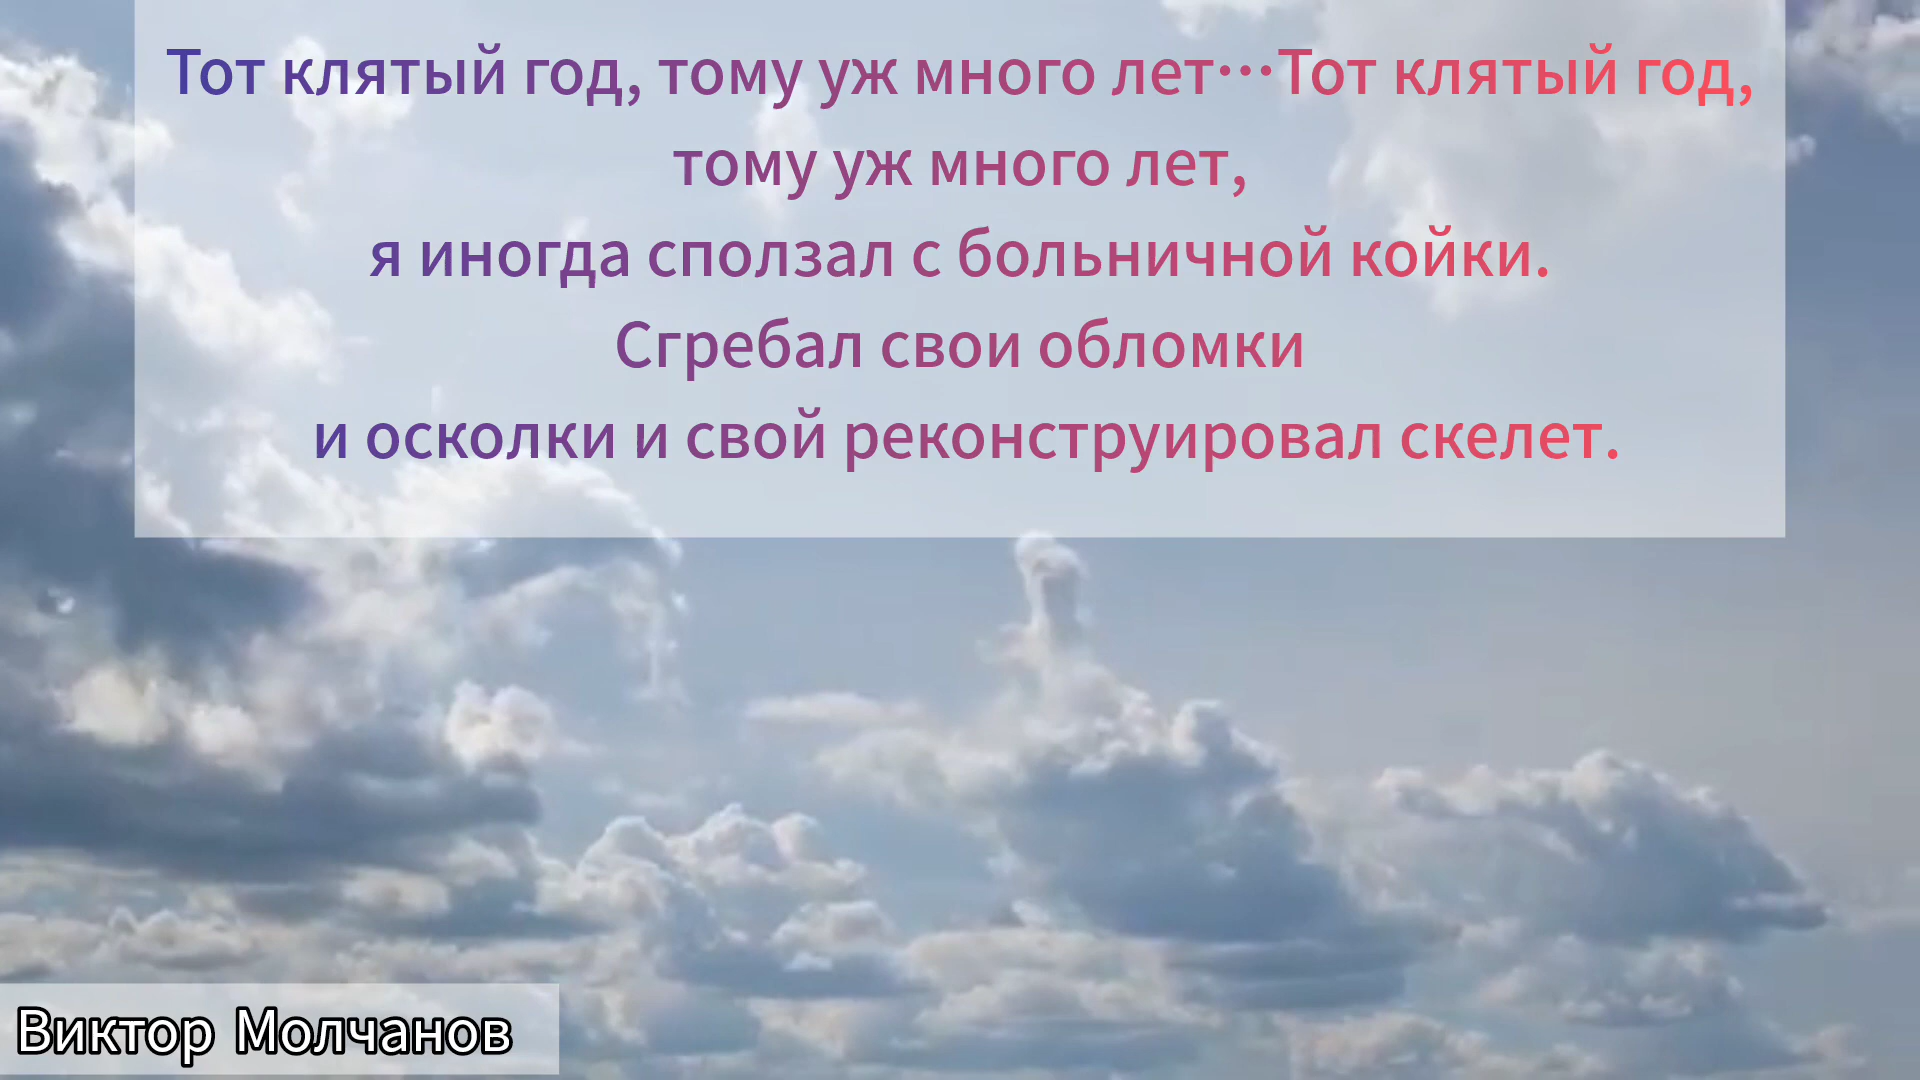 Тот клятый год, тому уж много лет···Тот клятый год,
тому уж много лет,
я иногда сползал с больничной койки.
Сгребал свои обломки
и осколки и свой реконструировал скелет.
Виктор Молчанов